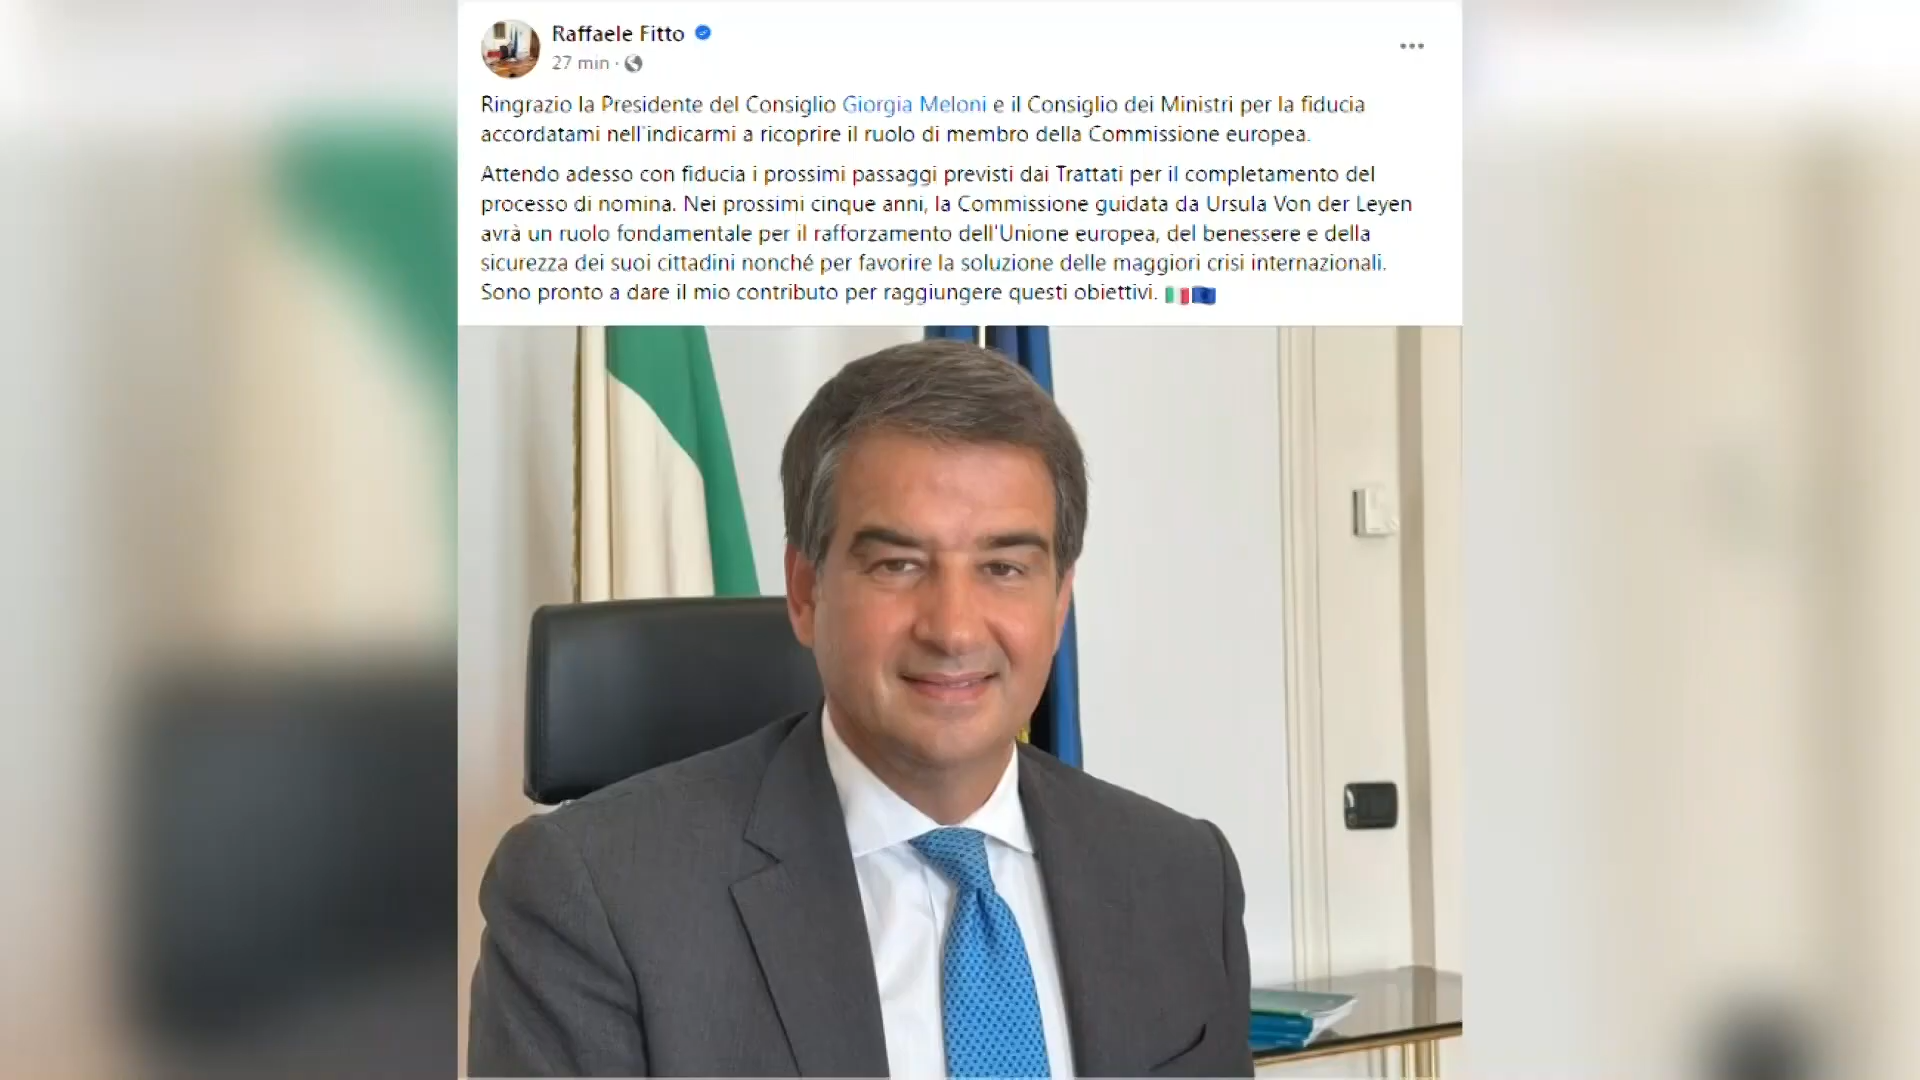 Raffaele Fitto
27 min ·
Ringrazio la Presidente del Consiglio Giorgia Meloni e il Consiglio dei Ministri per la fiducia
accordatami nell'indicarmi a ricoprire il ruolo di membro della Commissione europea.
Attendo adesso con fiducia i prossimi passaggi previsti dai Trattati per il completamento del
processo di nomina. Nei prossimi cinque anni, la Commissione guidata da Ursula Von der Leyen
avrà un ruolo fondamentale per il rafforzamento dell'Unione europea, del benessere e della
sicurezza dei suoi cittadini nonché per favorire la soluzione delle maggiori crisi internazionali.
Sono pronto a dare il mio contributo per raggiungere questi obiettivi. 🇮🇹🇪🇺